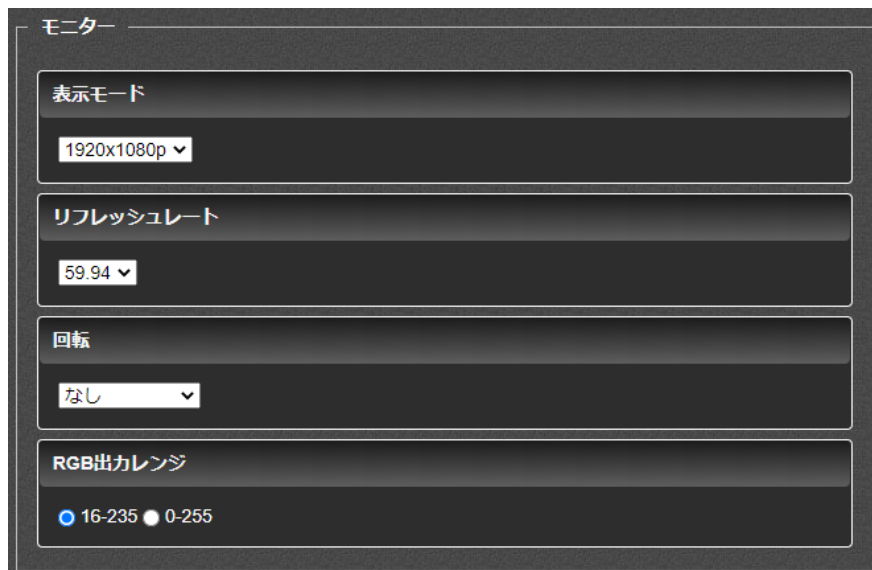 モニター
表示モード
1920x1080p
リフレッシュレート
59.94
回転
なし
RGB出力レンジ
16-235 0-255